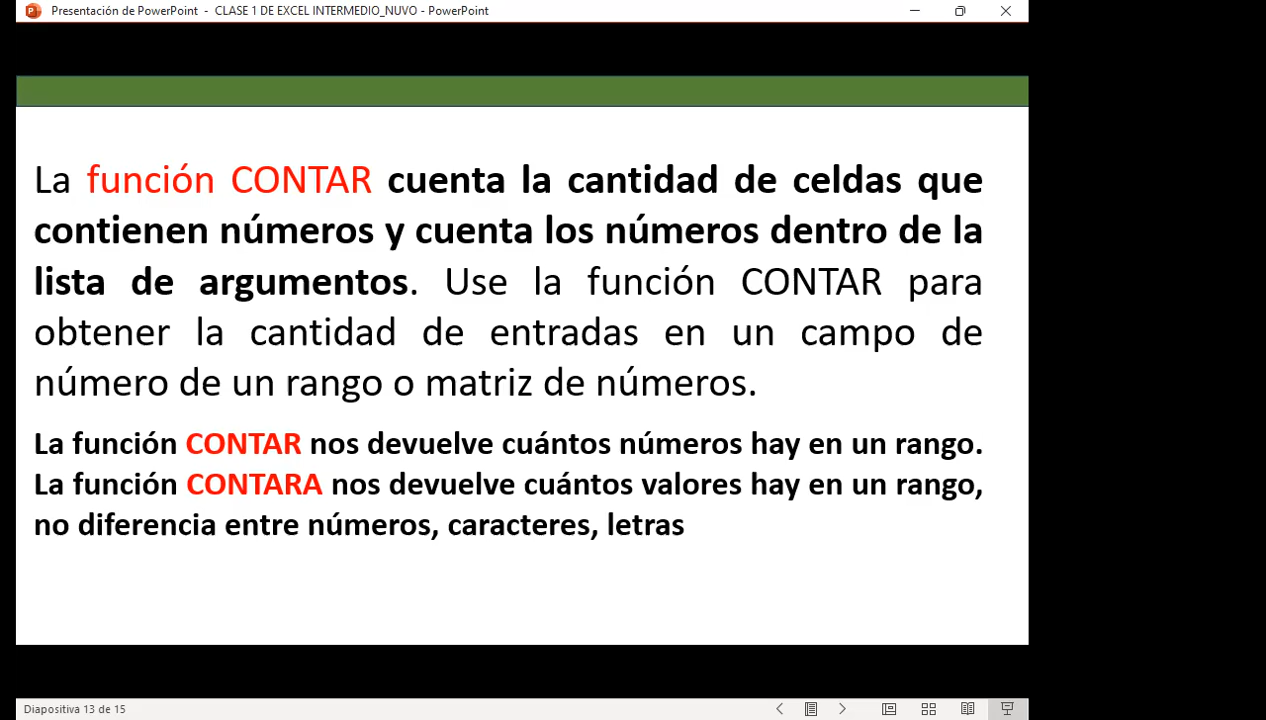 Presentación de PowerPoint - CLASE 1 DE EXCEL INTERMEDIO_NUVO - PowerPoint
La función CONTAR cuenta la cantidad de celdas que
contienen números y cuenta los números dentro de la
lista de argumentos. Use la función CONTAR para
obtener la cantidad de entradas en un campo de
número de un rango o matriz de números.
La función CONTAR nos devuelve cuántos números hay en un rango.
La función CONTARA nos devuelve cuántos valores hay en un rango,
no diferencia entre números, caracteres, letras
Diapositiva 13 de 15